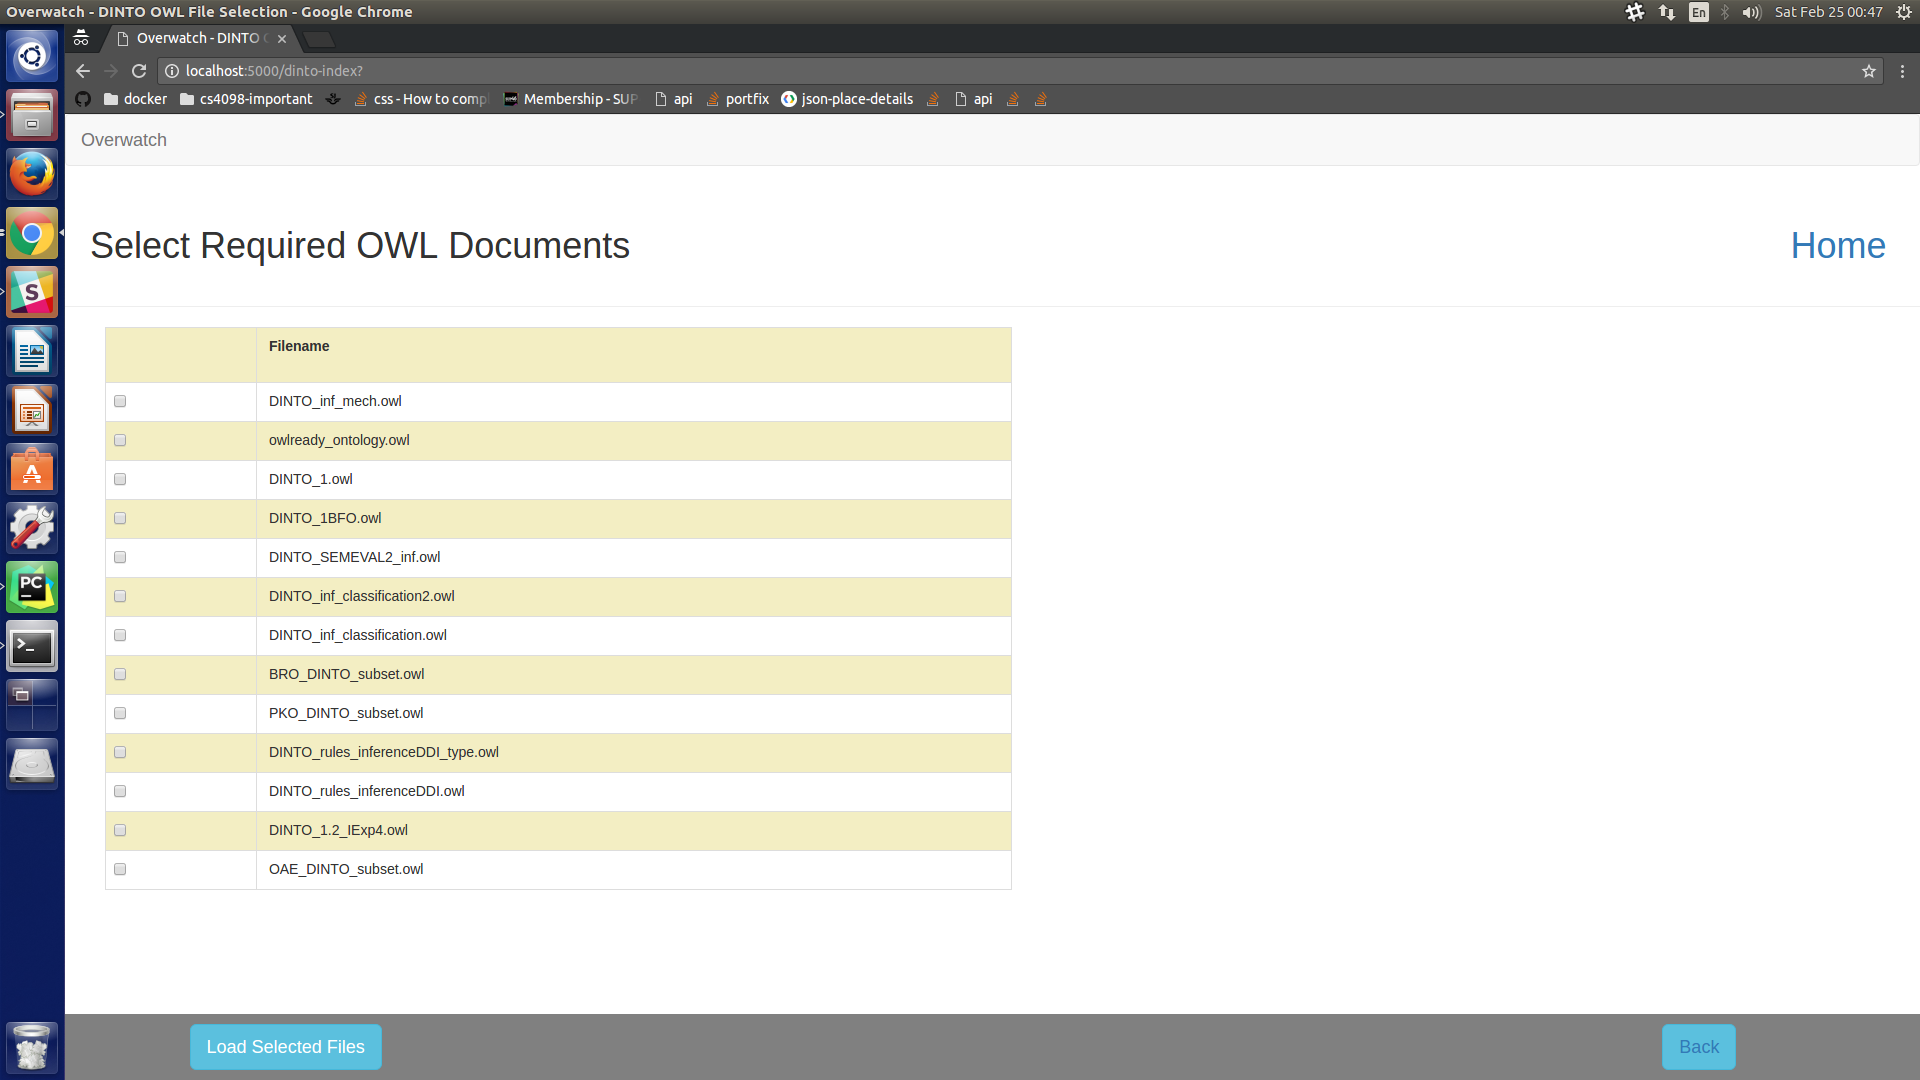 Overwatch - DINTO OWL File Selection - Google Chrome
En
Sat Feb 25 00:47
Overwatch - DINTO
localhost:5000/dinto-index?
docker
cs4098-important
css - How to comp
Membership - SUP
api
portfix
json-place-details
api
Overwatch
Select Required OWL Documents
Home
Filename
DINTO_inf_mech.owl
owlready_ontology.owl
DINTO_1.owl
DINTO_1BFO.owl
DINTO_SEMEVAL2_inf.owl
DINTO_inf_classification2.owl
DINTO_inf_classification.owl
BRO_DINTO_subset.owl
PKO_DINTO_subset.owl
DINTO_rules_inferenceDDI_type.owl
DINTO_rules_inferenceDDI.owl
DINTO_1.2_IExp4.owl
OAE_DINTO_subset.owl
S
A
PC
>_
Load Selected Files
Back